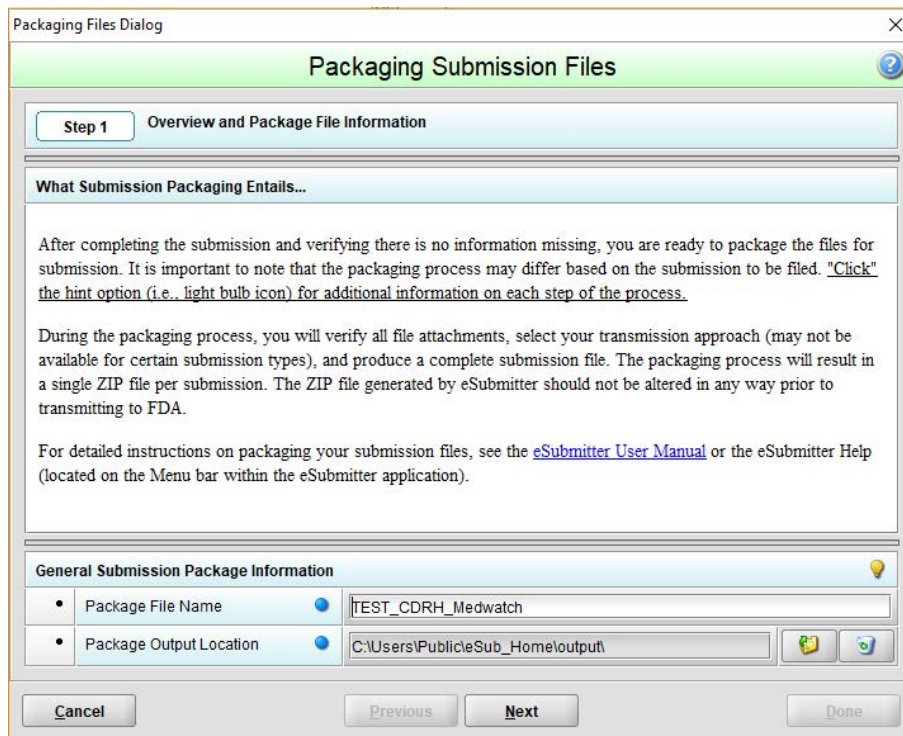 Packaging Files Dialog
Packaging Submission Files
Step 1
Overview and Package File Information
What Submission Packaging Entails...
After completing the submission and verifying there is no information missing, you are ready to package the files for
submission. It is important to note that the packaging process may differ based on the submission to be filed. "Click"
the hint option (i.e., light bulb icon) for additional information on each step of the process.
During the packaging process, you will verify all file attachments, select your transmission approach (may not be
available for certain submission types), and produce a complete submission file. The packaging process will result in
a single ZIP file per submission. The ZIP file generated by eSubmitter should not be altered in any way prior to
transmitting to FDA.
For detailed instructions on packaging your submission files, see the eSubmitter User Manual or the eSubmitter Help
(located on the Menu bar within the eSubmitter application).
General Submission Package Information
Package File Name
TEST_CDRH_Medwatch
Package Output Location
C:\Users\Public\eSub_Home\output\
Cancel
Previous
Next
Done